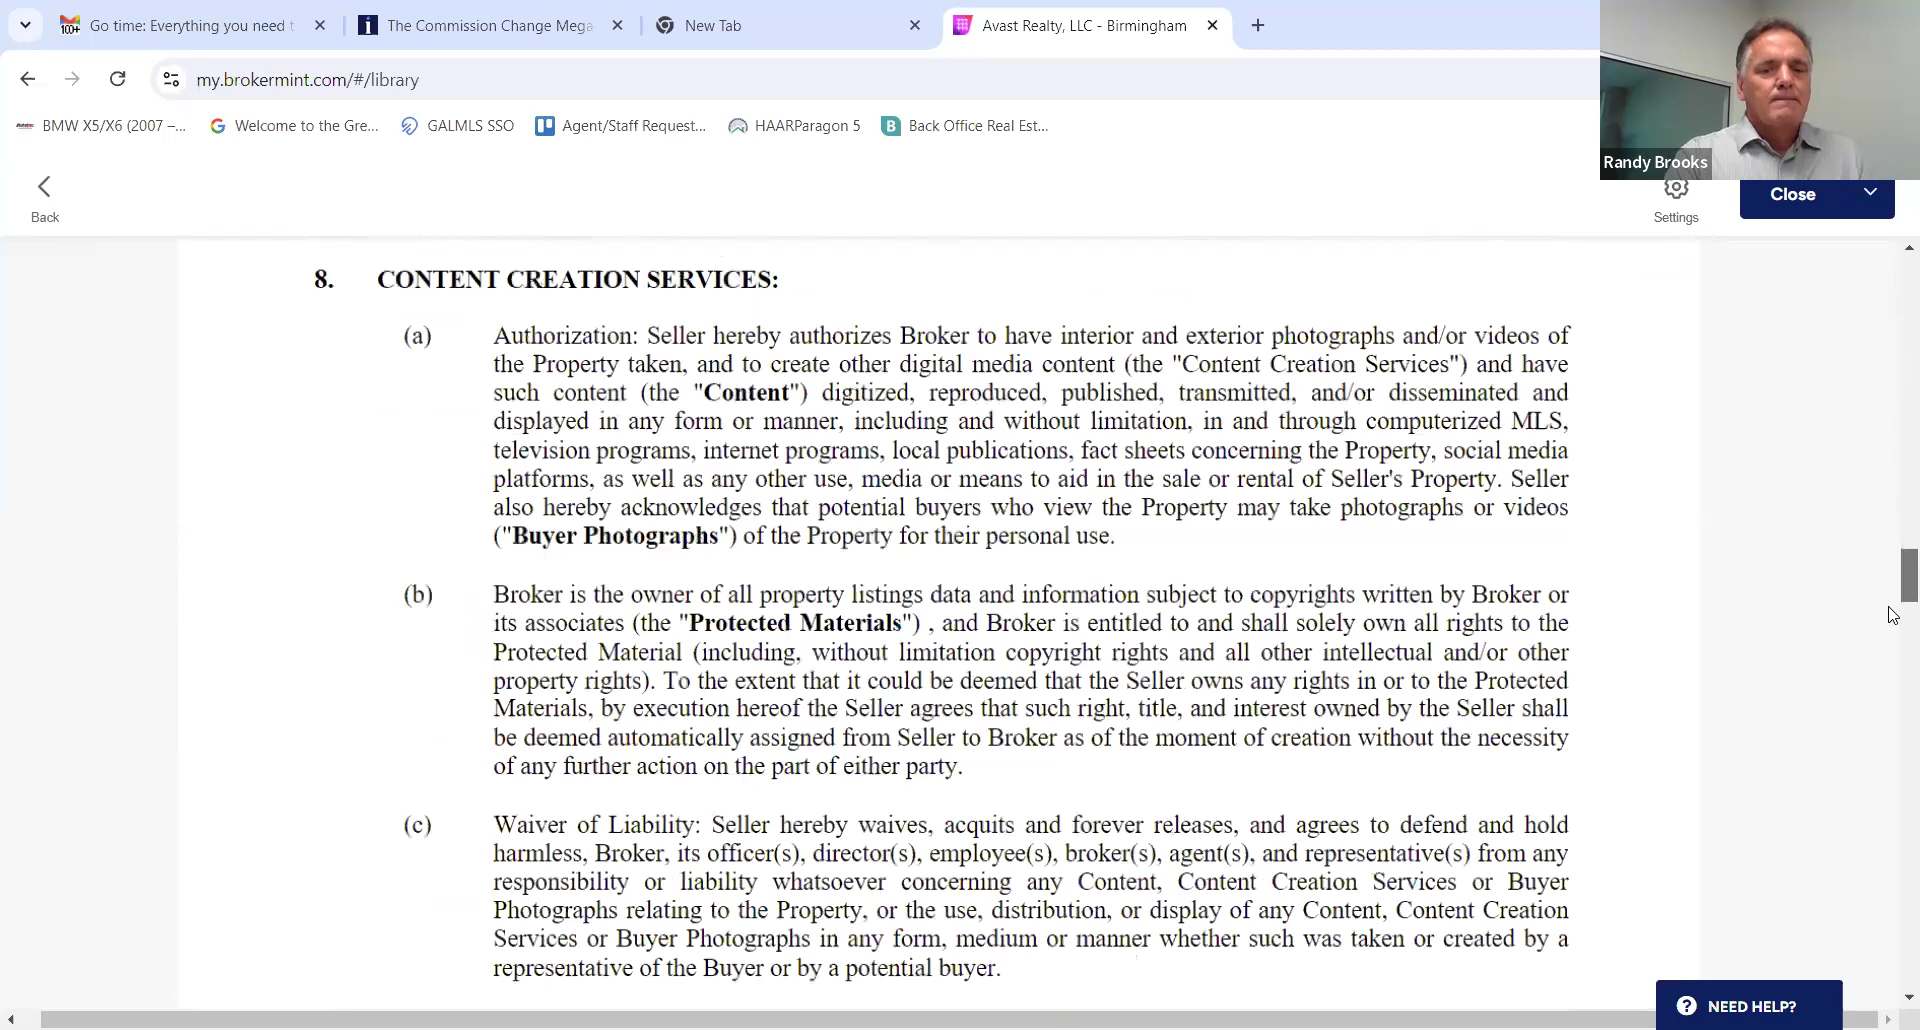 100+
Go time: Everything you need t
The Commission Change Mega
New Tab
Avast Realty, LLC - Birmingham
my.brokermint.com/#/library
BMW X5/X6 (2007 –...
Welcome to the Gre...
GALMLS SSO
Agent/Staff Request...
HAARParagon 5
B
Back Office Real Est...
Randy Brooks
Back
Settings
Close
8. CONTENT CREATION SERVICES:
(a) Authorization: Seller hereby authorizes Broker to have interior and exterior photographs and/or videos of
the Property taken, and to create other digital media content (the "Content Creation Services") and have
such content (the "Content") digitized, reproduced, published, transmitted, and/or disseminated and
displayed in any form or manner, including and without limitation, in and through computerized MLS,
television programs, internet programs, local publications, fact sheets concerning the Property, social media
platforms, as well as any other use, media or means to aid in the sale or rental of Seller's Property. Seller
also hereby acknowledges that potential buyers who view the Property may take photographs or videos
("Buyer Photographs") of the Property for their personal use.
(b) Broker is the owner of all property listings data and information subject to copyrights written by Broker or
its associates (the "Protected Materials") , and Broker is entitled to and shall solely own all rights to the
Protected Material (including, without limitation copyright rights and all other intellectual and/or other
property rights). To the extent that it could be deemed that the Seller owns any rights in or to the Protected
Materials, by execution hereof the Seller agrees that such right, title, and interest owned by the Seller shall
be deemed automatically assigned from Seller to Broker as of the moment of creation without the necessity
of any further action on the part of either party.
(c) Waiver of Liability: Seller hereby waives, acquits and forever releases, and agrees to defend and hold
harmless, Broker, its officer(s), director(s), employee(s), broker(s), agent(s), and representative(s) from any
responsibility or liability whatsoever concerning any Content, Content Creation Services or Buyer
Photographs relating to the Property, or the use, distribution, or display of any Content, Content Creation
Services or Buyer Photographs in any form, medium or manner whether such was taken or created by a
representative of the Buyer or by a potential buyer.
NEED HELP?